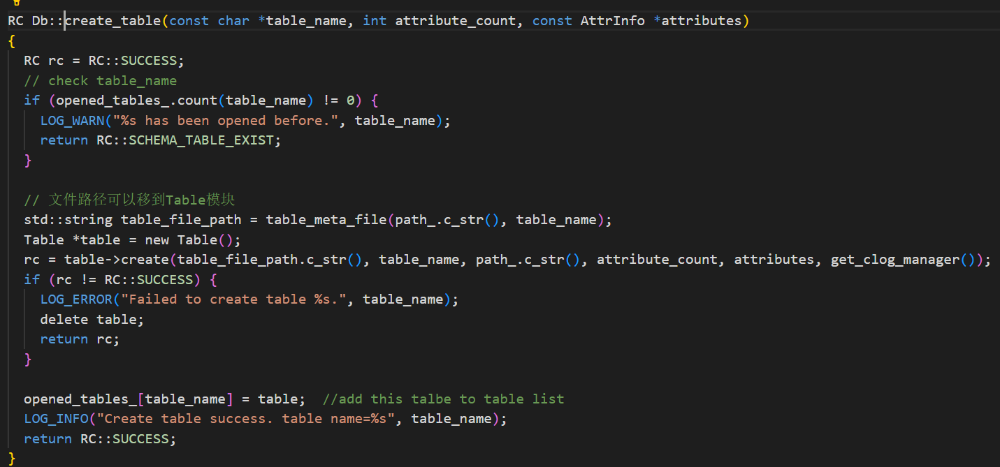 RC Db::create_table(const char *table_name, int attribute_count, const AttrInfo *attributes)
{
  RC rc = RC::SUCCESS;
  // check table_name
  if (opened_tables_.count(table_name) != 0) {
    LOG_WARN("%s has been opened before.", table_name);
    return RC::SCHEMA_TABLE_EXIST;
  }

  // 文件路径可以移到Table模块
  std::string table_file_path = table_meta_file(path_.c_str(), table_name);
  Table *table = new Table();
  rc = table->create(table_file_path.c_str(), table_name, path_.c_str(), attribute_count, attributes, get_clog_manager());
  if (rc != RC::SUCCESS) {
    LOG_ERROR("Failed to create table %s.", table_name);
    delete table;
    return rc;
  }

  opened_tables_[table_name] = table;  //add this talbe to table list
  LOG_INFO("Create table success. table name=%s", table_name);
  return RC::SUCCESS;
}